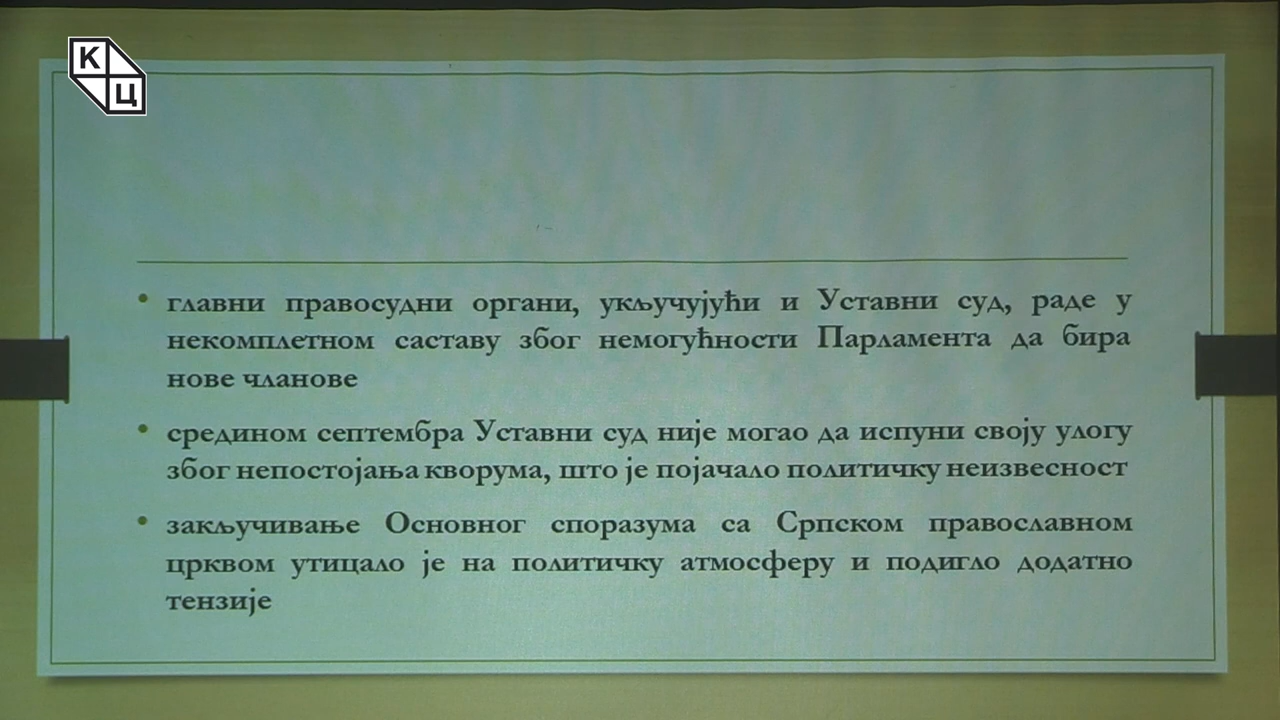 К
Ц
главни правосудни органи, укључујући и Уставни суд, раде у
некомплетном саставу због немогућности Парламента да бира
нове чланове
средином септембра Уставни суд није могао да испуни своју улогу
због непостојања кворума, што је појачало политичку неизвесност
закључивање Основног споразума са Српском православном
црквом утицало је на политичку атмосферу и подигло додатно
тензије